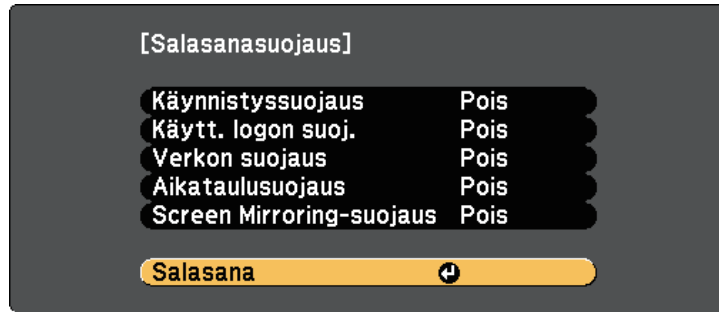 [Salasanasuojaus]
Käynnistyssuojaus Pois
Käytt. logon suoj. Pois
Verkon suojaus Pois
Aikataulusuojaus Pois
Screen Mirroring-suojaus Pois
Salasana